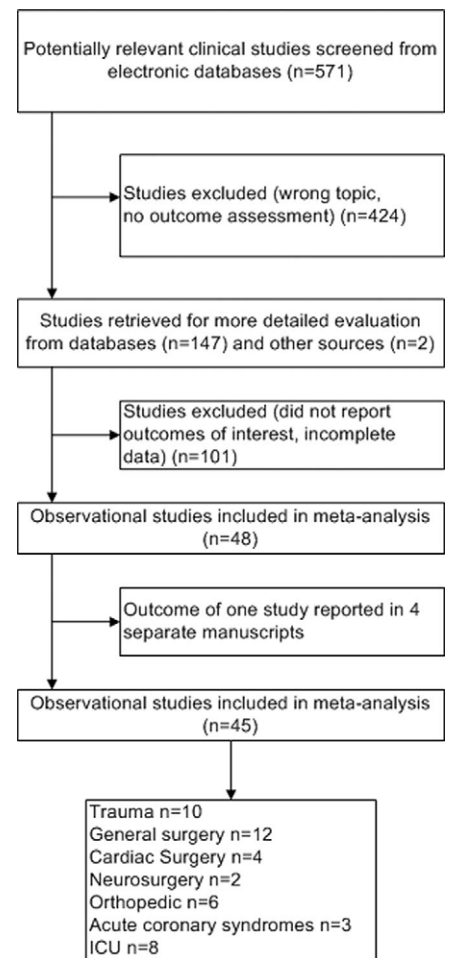 Potentially relevant clinical studies screened from
electronic databases (n=571)
Studies excluded (wrong topic,
no outcome assessment) (n=424)
Studies retrieved for more detailed evaluation
from databases (n=147) and other sources (n=2)
Studies excluded (did not report
outcomes of interest, incomplete
data) (n=101)
Observational studies included in meta-analysis
(n=48)
Outcome of one study reported in 4
separate manuscripts
Observational studies included in meta-analysis
(n=45)
Trauma n=10
General surgery n=12
Cardiac Surgery n=4
Neurosurgery n=2
Orthopedic n=6
Acute coronary syndromes n=3
ICU n=8